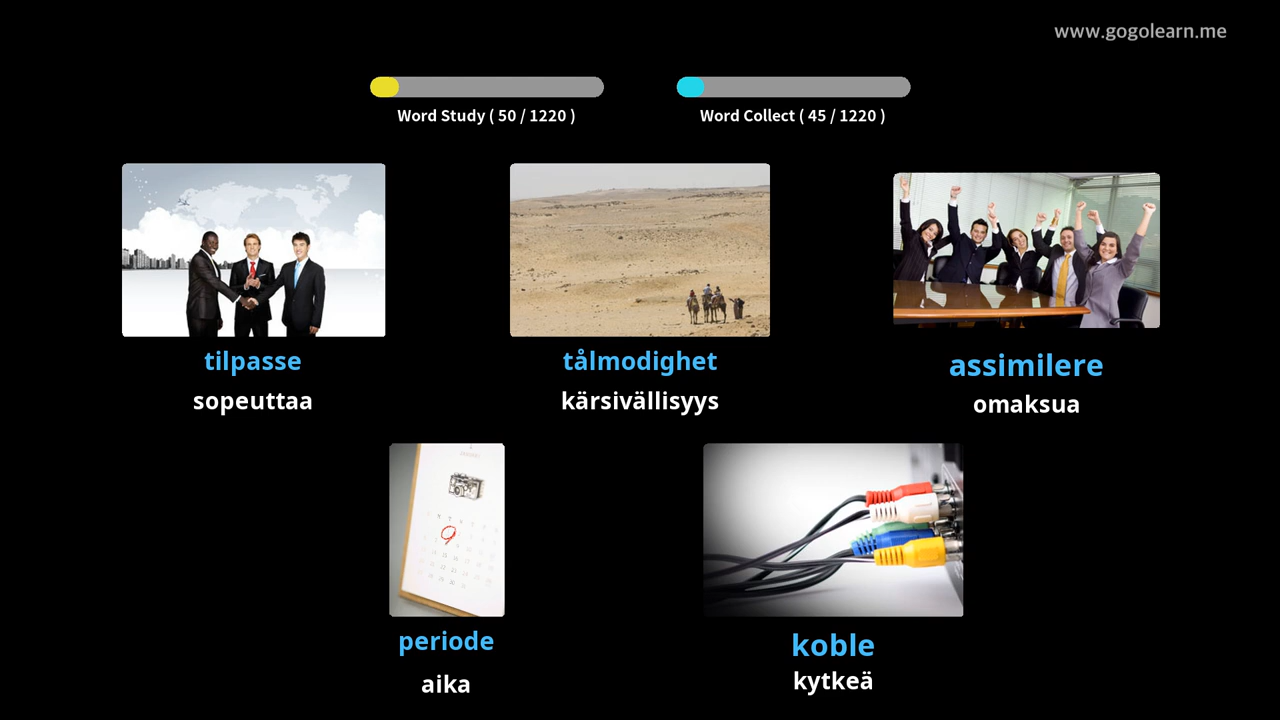 www.gogolearn.me
Word Study ( 50 / 1220 )
Word Collect ( 45 / 1220 )
tilpasse
sopeuttaa
tålmodighet
kärsivällisyys
assimilere
omaksua
periode
aika
koble
kytkeä